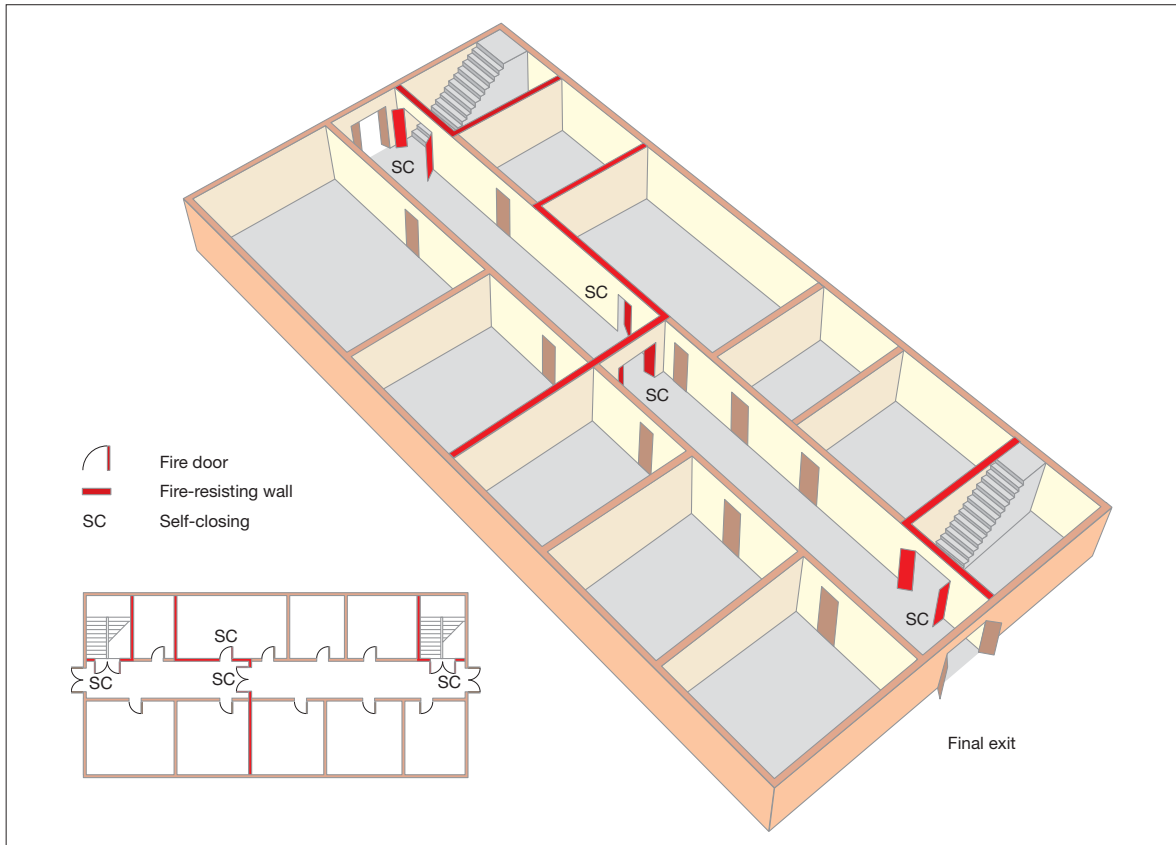 SC
SC
SC
SC
Fire door
Fire-resisting wall
SC Self-closing
SC
SC SC SC
Final exit